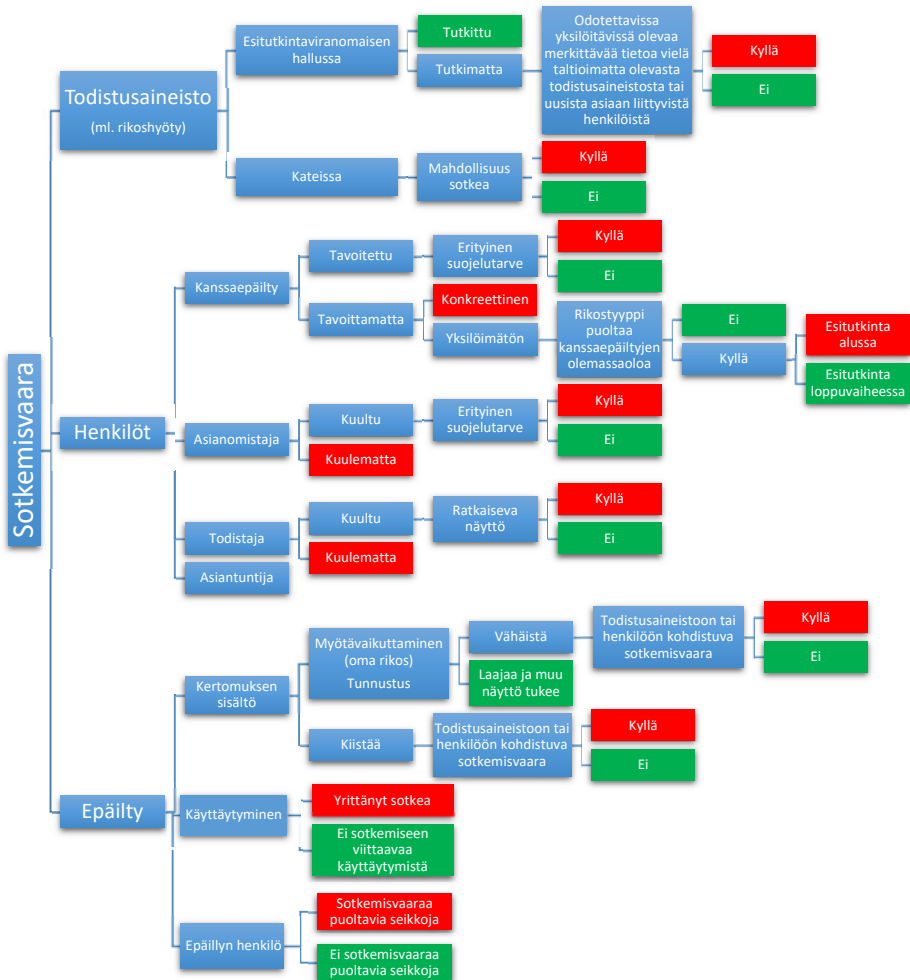 Sotkemisvaara
Todistusaineisto
(ml. rikoshyöty)
Esitutkintaviranomaisen
hallussa
Tutkittu
Tutkimatta
Odotettavissa
yksilöitävissä olevaa
merkittävää tietoa vielä
taltioimatta olevasta
todistusaineistosta tai
uusista asiaan liittyvistä
henkilöistä
Kyllä
Ei
Kateissa
Mahdollisuus
sotkea
Kyllä
Ei
Henkilöt
Kanssaepäilty
Tavoitettu
Erityinen
suojelutarve
Kyllä
Ei
Tavoittamatta
Konkreettinen
Yksilöimätön
Rikostyyppi
puoltaa
kanssaepäiltyjen
olemassaoloa
Ei
Kyllä
Esitutkinta
alussa
Esitutkinta
loppuvaiheessa
Asianomistaja
Kuultu
Erityinen
suojelutarve
Kyllä
Ei
Kuulematta
Todistaja
Kuultu
Ratkaiseva
näyttö
Kyllä
Ei
Kuulematta
Asiantuntija
Epäilty
Kertomuksen
sisältö
Myötävaikuttaminen
(oma rikos)
Tunnustus
Vähäistä
Todistusaineistoon tai
henkilöön kohdistuva
sotkemisvaara
Kyllä
Ei
Laajaa ja muu
näyttö tukee
Kiistää
Todistusaineistoon tai
henkilöön kohdistuva
sotkemisvaara
Kyllä
Ei
Käyttäytyminen
Yrittänyt sotkea
Ei sotkemiseen
viittaavaa
käyttäytymistä
Epäillyn henkilö
Sotkemisvaaraa
puoltavia seikkoja
Ei sotkemisvaaraa
puoltavia seikkoja